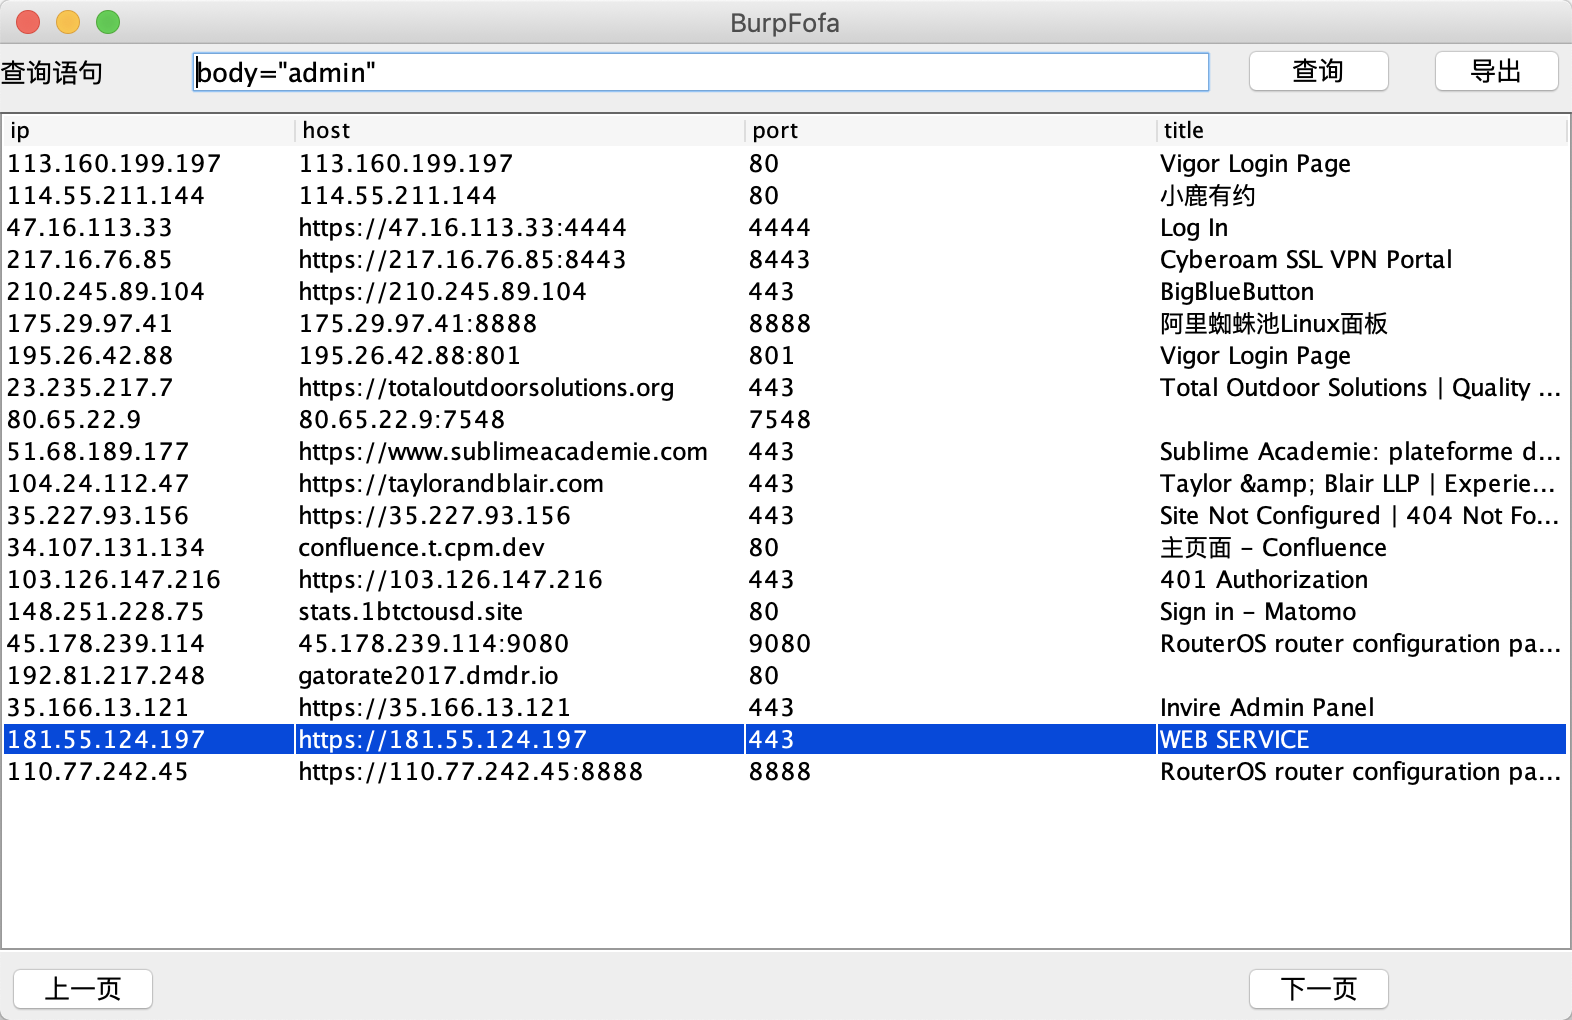 BurpFofa
查询语句 body="admin" 查询 导出
ip host port title
113.160.199.197 113.160.199.197 80 Vigor Login Page
114.55.211.144 114.55.211.144 80 小鹿有约
47.16.113.33 https://47.16.113.33:4444 4444 Log In
217.16.76.85 https://217.16.76.85:8443 8443 Cyberoam SSL VPN Portal
210.245.89.104 https://210.245.89.104 443 BigBlueButton
175.29.97.41 175.29.97.41:8888 8888 阿里蜘蛛池Linux面板
195.26.42.88 195.26.42.88:801 801 Vigor Login Page
23.235.217.7 https://totaloutdoorsolutions.org 443 Total Outdoor Solutions | Quality ...
80.65.22.9 80.65.22.9:7548 7548
51.68.189.177 https://www.sublimeacademie.com 443 Sublime Academie: plateforme d...
104.24.112.47 https://taylorandblair.com 443 Taylor &amp; Blair LLP | Experie...
35.227.93.156 https://35.227.93.156 443 Site Not Configured | 404 Not Fo...
34.107.131.134 confluence.t.cpm.dev 80 主页面 – Confluence
103.126.147.216 https://103.126.147.216 443 401 Authorization
148.251.228.75 stats.1btctousd.site 80 Sign in – Matomo
45.178.239.114 45.178.239.114:9080 9080 RouterOS router configuration pa...
192.81.217.248 gatorate2017.dmdr.io 80
35.166.13.121 https://35.166.13.121 443 Invire Admin Panel
181.55.124.197 https://181.55.124.197 443 WEB SERVICE
110.77.242.45 https://110.77.242.45:8888 8888 RouterOS router configuration pa...
上一页 下一页